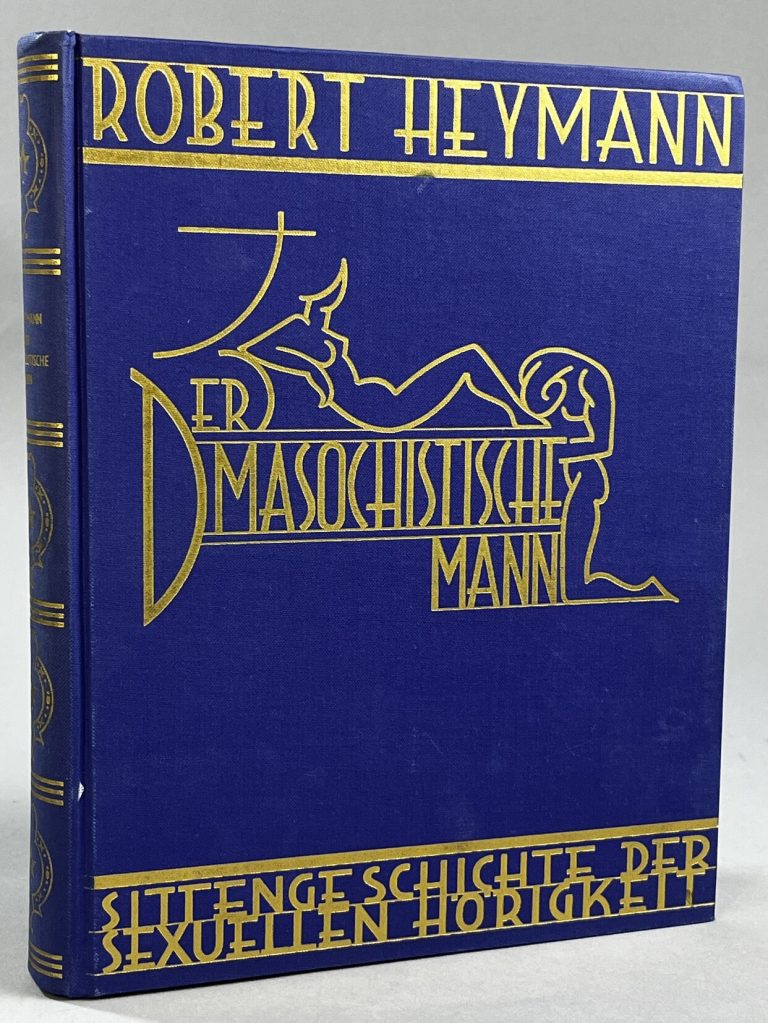 ROBERT HEYMANN
DER
MASOCHISTISCHE
MANN
SITTENGESCHICHTE DER
SEXUELLEN HÖRIGKEIT